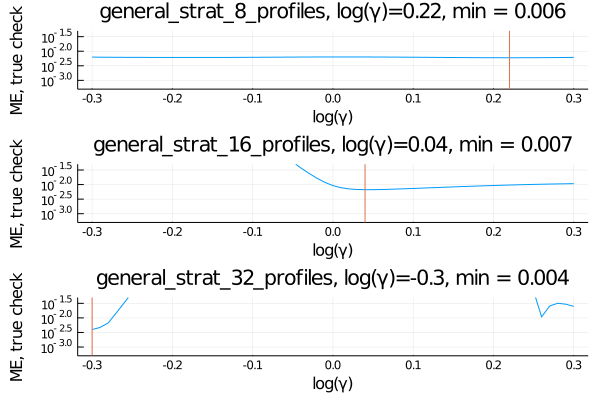 general_strat_8_profiles, log(γ)=0.22, min = 0.006
ME, true check
10^-1.5
10^-2.0
10^-2.5
10^-3.0
-0.3 -0.2 -0.1 0.0 0.1 0.2 0.3
log(γ)
general_strat_16_profiles, log(γ)=0.04, min = 0.007
ME, true check
10^-1.5
10^-2.0
10^-2.5
10^-3.0
-0.3 -0.2 -0.1 0.0 0.1 0.2 0.3
log(γ)
general_strat_32_profiles, log(γ)=-0.3, min = 0.004
ME, true check
10^-1.5
10^-2.0
10^-2.5
10^-3.0
-0.3 -0.2 -0.1 0.0 0.1 0.2 0.3
log(γ)